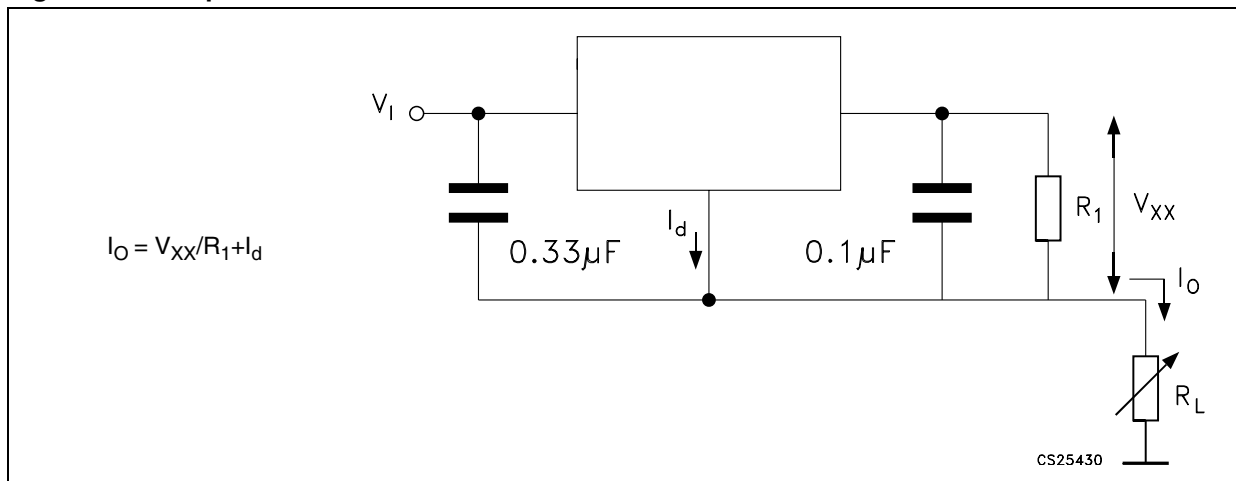 V_I
I_d
0.33µF
0.1µF
R_1
V_XX
I_O = V_XX/R_1+I_d
I_O
R_L
CS25430